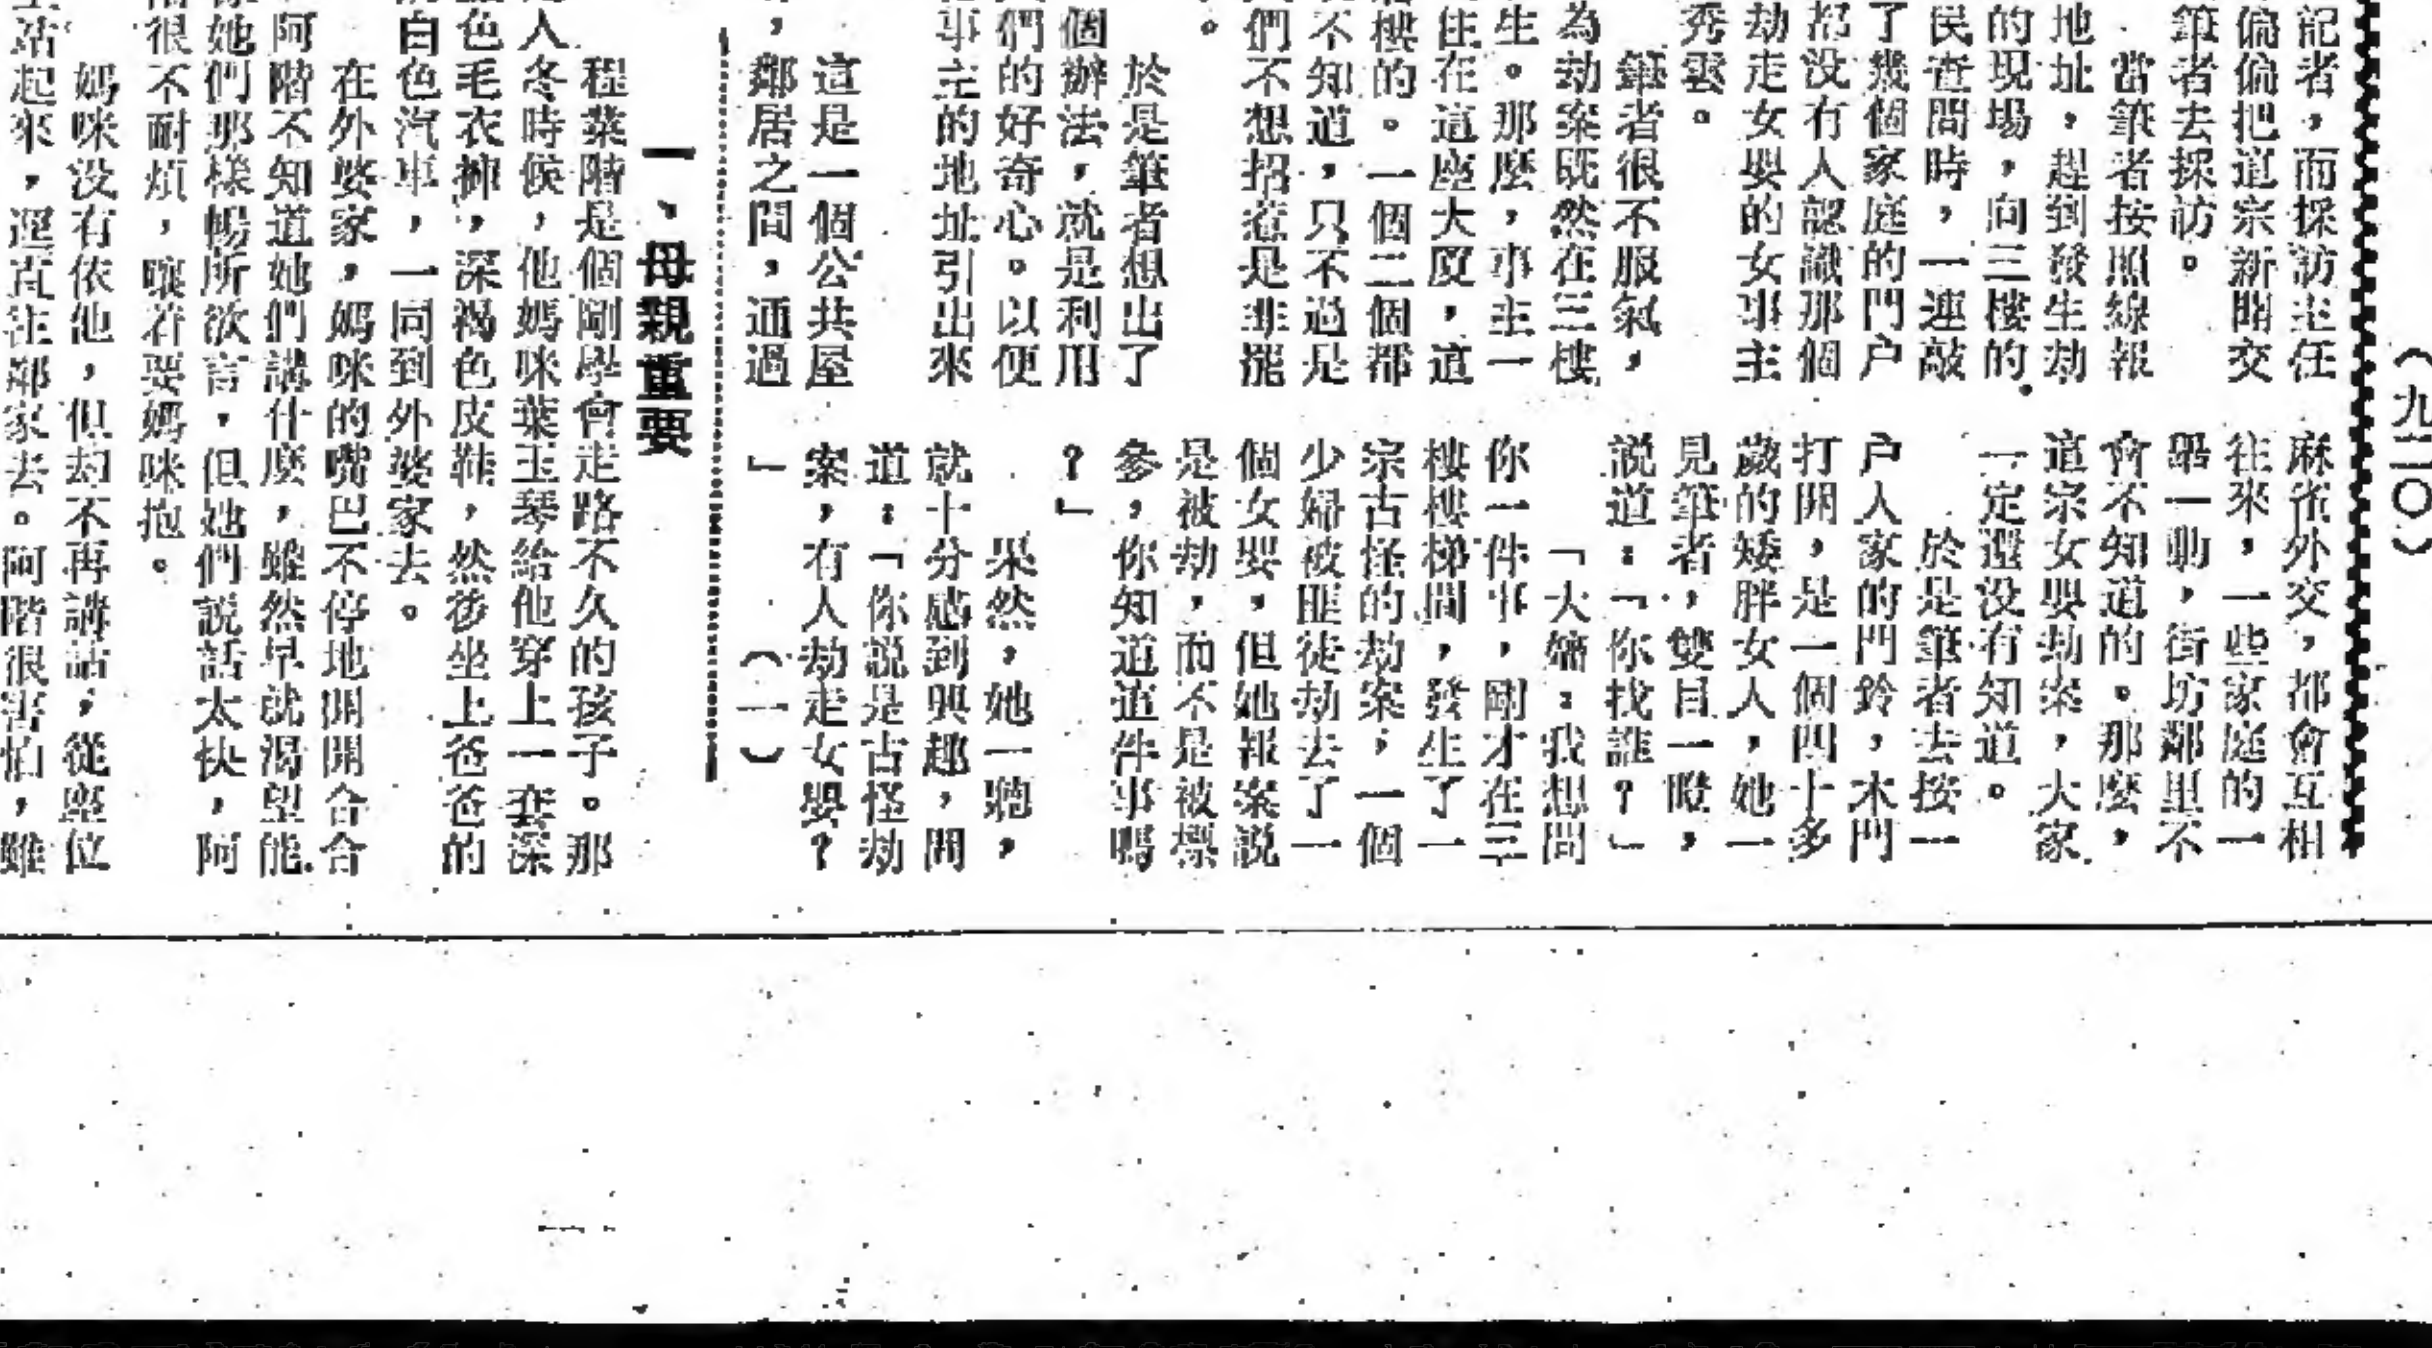 （九二〇）
記者，而採訪主任
偏偏把道宗新聞交
筆者去採訪。
當筆者按照線報
地址，趕到發生劫
的現場，向三樓的
民查問時，一連敲
了幾個家庭的門户
都没有人認識那個
劫走女嬰的女事主
秀雲。
筆者很不服氣，
為劫案既然在三樓
生。那麼，事主一
住在這座大厦，這
樓的。一個二個都
不知道，只不過是
們不想招惹是非罷
。
於是筆者想出了
個辦法，就是利用
們的好奇心。以便
事主的地址引出來
這是一個公共屋
，鄰居之間，通過
麻雀外交，都會互相
往來，一些家庭的一
舉一動，街坊鄰里不
會不知道的。那麼，
這宗女嬰劫案，大家
一定還没有知道。
於是筆者去按一
户人家的門鈴，木門
打開，是一個四十多
歲的矮胖女人，她一
見筆者，雙目一瞪，
説道：「你找誰？」
「大嬸：我想問
你一件事，剛才在三
樓樓梯間，發生了一
宗古怪的劫案，一個
少婦被匪徒劫去了一
個女嬰，但她報案説
是被劫，而不是被標
參，你知道這件事嗎
？」
果然，她一聽，
就十分感到興趣，問
道：「你説是古怪劫
案，有人劫走女嬰？
」（一）
一、母親重要
程葉階是個剛學會走路不久的孩子。那
入冬時候，他媽咪葉玉琴給他穿上一套深
色毛衣褲，深褐色皮鞋，然後坐上爸爸的
白色汽車，一同到外婆家去。
在外婆家，媽咪的嘴巴不停地開開合合
阿階不知道她們講什麼，雖然早就渴望能
她們那樣暢所欲言，但她們説話太快，阿
很不耐煩，嚷着要媽咪抱。
媽咪没有依他，但却不再講話，從座位
站起來，逕直往鄰家去。阿階很害怕，雖